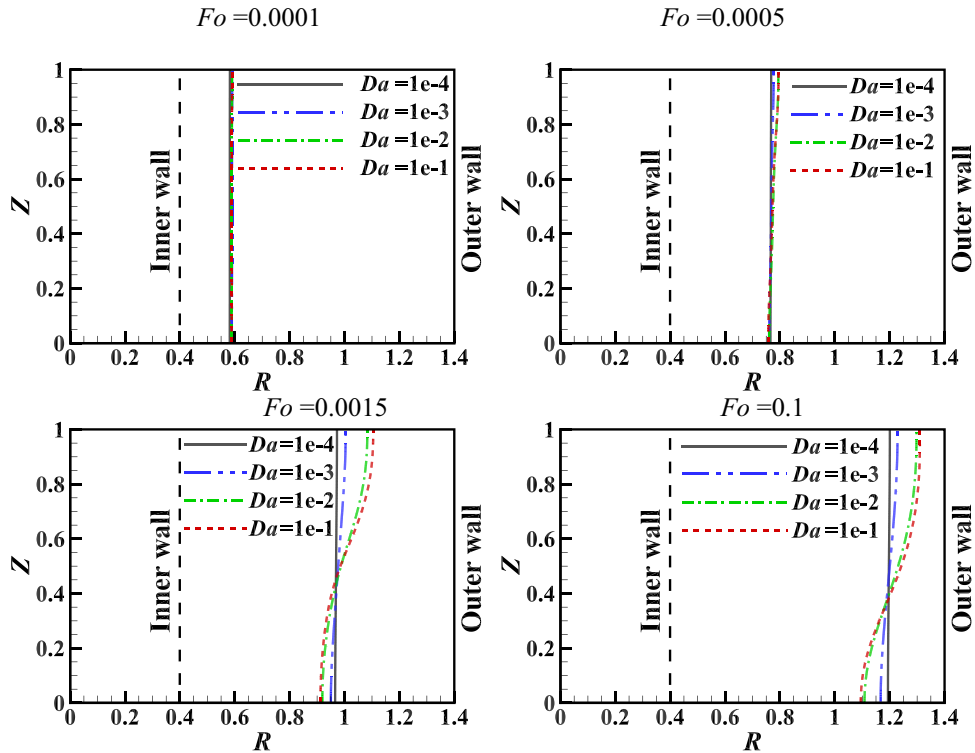 Fo =0.0001
Fo =0.0005
1
0.8
0.6
0.4
0.2
0
Z
Inner wall
Da=1e-4
Da=1e-3
Da=1e-2
Da=1e-1
Outer wall
0 0.2 0.4 0.6 0.8 1 1.2 1.4
R
1
0.8
0.6
0.4
0.2
0
Z
Inner wall
Da=1e-4
Da=1e-3
Da=1e-2
Da=1e-1
Outer wall
0 0.2 0.4 0.6 0.8 1 1.2 1.4
R
Fo =0.0015
Fo =0.1
1
0.8
0.6
0.4
0.2
0
Z
Inner wall
Da=1e-4
Da=1e-3
Da=1e-2
Da=1e-1
Outer wall
0 0.2 0.4 0.6 0.8 1 1.2 1.4
R
1
0.8
0.6
0.4
0.2
0
Z
Inner wall
Da=1e-4
Da=1e-3
Da=1e-2
Da=1e-1
Outer wall
0 0.2 0.4 0.6 0.8 1 1.2 1.4
R